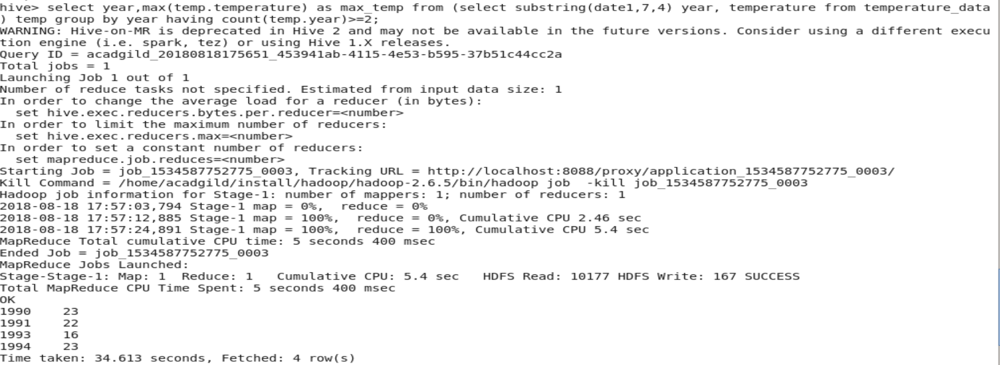 hive> select year,max(temp.temperature) as max_temp from (select substring(date1,7,4) year, temperature from temperature_data
) temp group by year having count(temp.year)>=2;
WARNING: Hive-on-MR is deprecated in Hive 2 and may not be available in the future versions. Consider using a different execu
tion engine (i.e. spark, tez) or using Hive 1.X releases.
Query ID = acadgild_20180818175651_453941ab-4115-4e53-b595-37b51c44cc2a
Total jobs = 1
Launching Job 1 out of 1
Number of reduce tasks not specified. Estimated from input data size: 1
In order to change the average load for a reducer (in bytes):
  set hive.exec.reducers.bytes.per.reducer=<number>
In order to limit the maximum number of reducers:
  set hive.exec.reducers.max=<number>
In order to set a constant number of reducers:
  set mapreduce.job.reduces=<number>
Starting Job = job_1534587752775_0003, Tracking URL = http://localhost:8088/proxy/application_1534587752775_0003/
Kill Command = /home/acadgild/install/hadoop/hadoop-2.6.5/bin/hadoop job  -kill job_1534587752775_0003
Hadoop job information for Stage-1: number of mappers: 1; number of reducers: 1
2018-08-18 17:57:03,794 Stage-1 map = 0%,  reduce = 0%
2018-08-18 17:57:12,885 Stage-1 map = 100%,  reduce = 0%, Cumulative CPU 2.46 sec
2018-08-18 17:57:24,891 Stage-1 map = 100%,  reduce = 100%, Cumulative CPU 5.4 sec
MapReduce Total cumulative CPU time: 5 seconds 400 msec
Ended Job = job_1534587752775_0003
MapReduce Jobs Launched:
Stage-Stage-1: Map: 1  Reduce: 1   Cumulative CPU: 5.4 sec   HDFS Read: 10177 HDFS Write: 167 SUCCESS
Total MapReduce CPU Time Spent: 5 seconds 400 msec
OK
1990    23
1991    22
1993    16
1994    23
Time taken: 34.613 seconds, Fetched: 4 row(s)